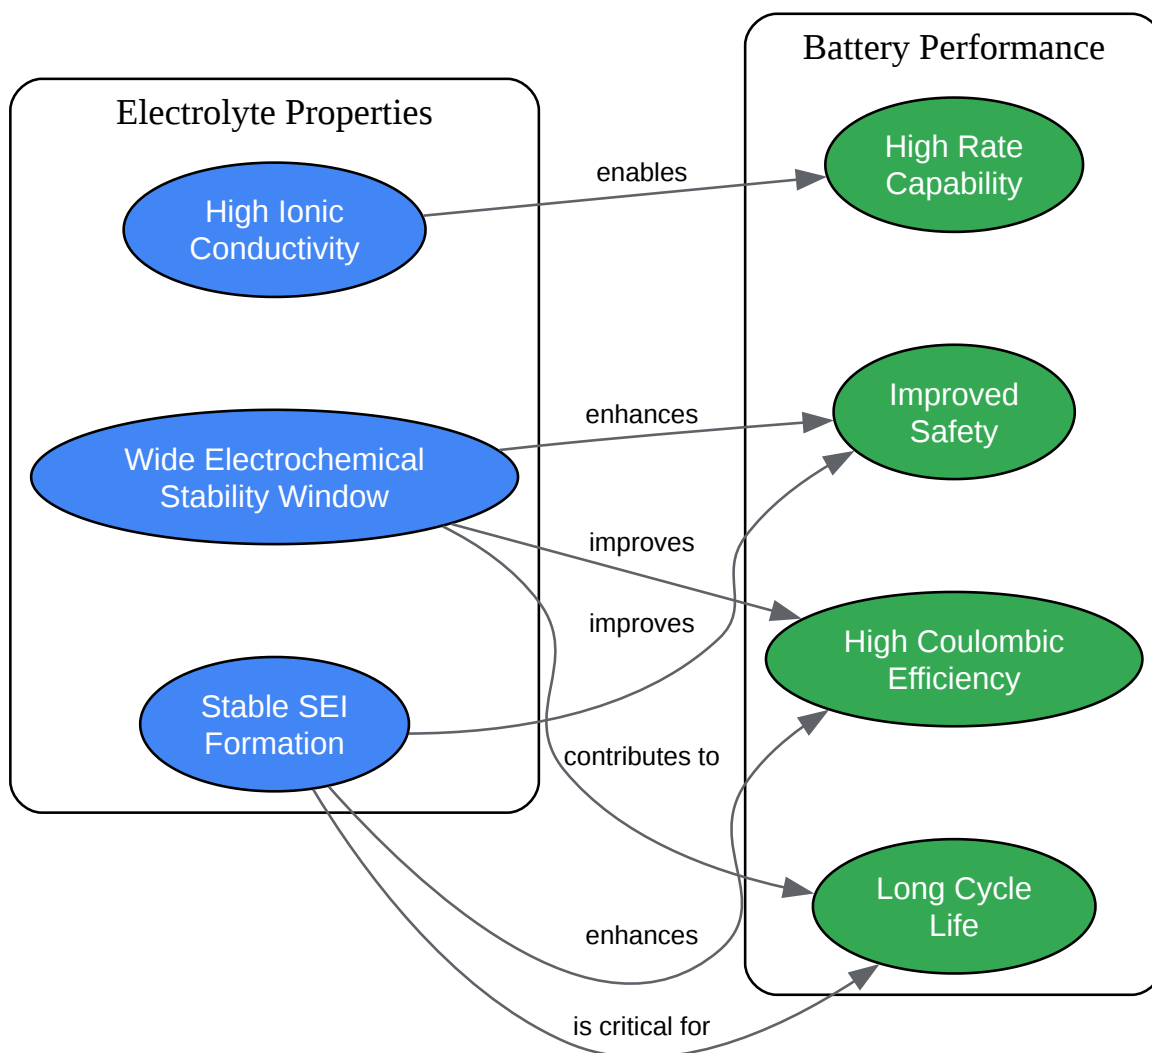 Electrolyte Properties
High Ionic
Conductivity
Wide Electrochemical
Stability Window
Stable SEI
Formation
enables
enhances
improves
improves
contributes to
enhances
is critical for
Battery Performance
High Rate
Capability
Improved
Safety
High Coulombic
Efficiency
Long Cycle
Life